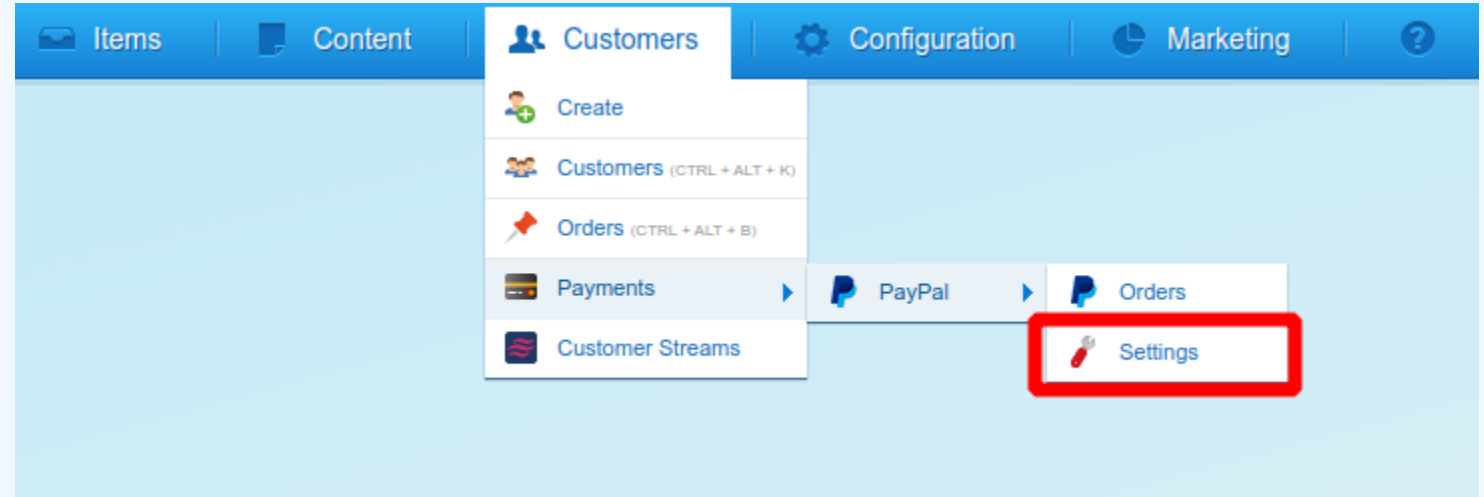 Items Content Customers Configuration Marketing ?
Create
Customers (CTRL + ALT + K)
Orders (CTRL + ALT + B)
Payments PayPal Orders
Customer Streams Settings